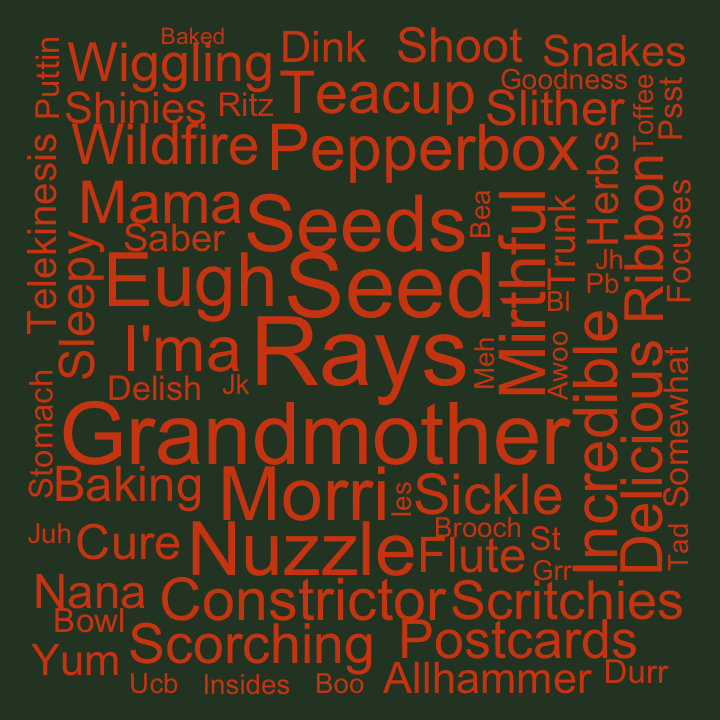 Baked
Puttin
Wiggling
Dink
Shoot
Snakes
Goodness
Shinies
Ritz
Teacup
Slither
Toffee
Psst
Wildfire
Pepperbox
Telekinesis
Mama
Seeds
Bea
Mirthful
Trunk
Herbs
Ribbon
Focuses
Saber
Sleepy
Eugh
Seed
Jh
Pb
Bl
I'ma
Rays
Meh
Awoo
Incredible
Delicious
Somewhat
Delish
Jk
Stomach
Grandmother
Baking
Morri
Ies
Sickle
Juh
Cure
Nuzzle
Brooch
St
Flute
Grr
Tad
Nana
Constrictor
Scritchies
Bowl
Scorching
Postcards
Yum
Ucb
Insides
Boo
Allhammer
Durr